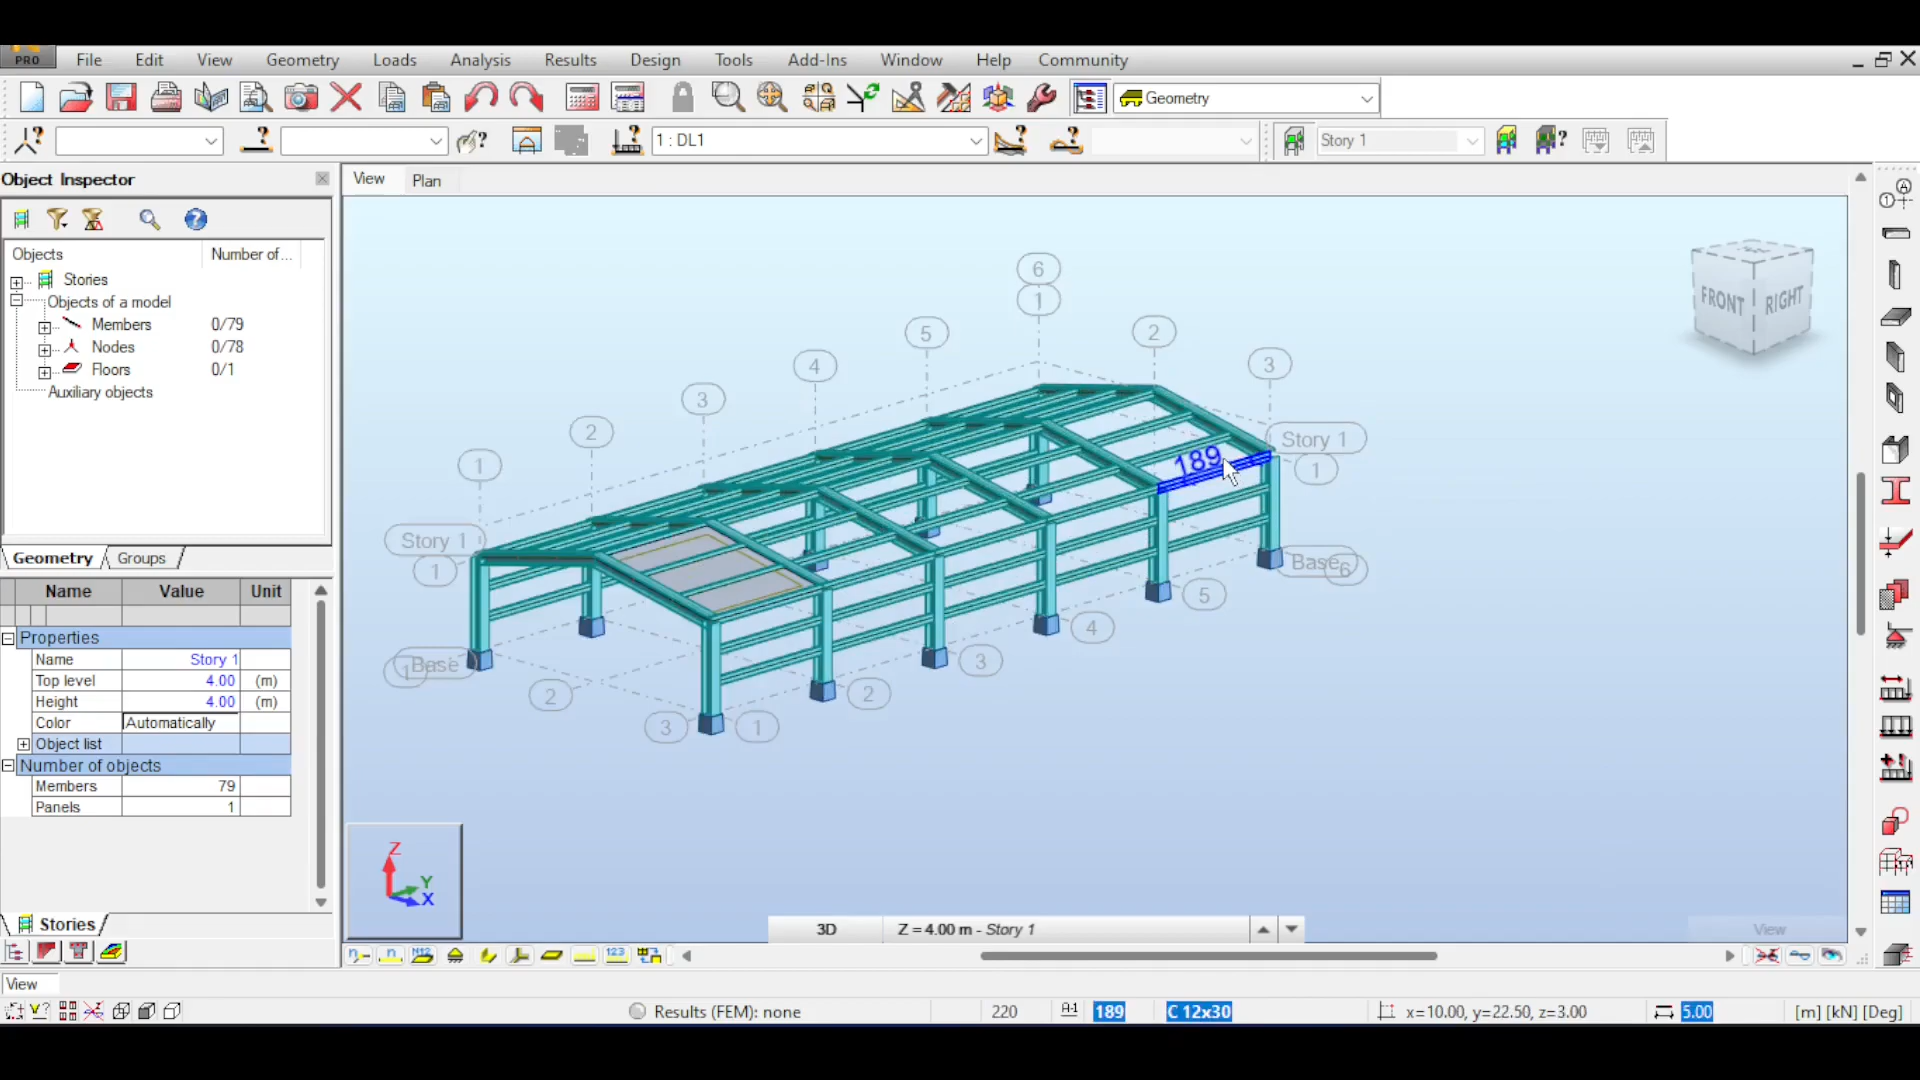 PRO File Edit View Geometry Loads Analysis Results Design Tools Add-Ins Window Help Community
Geometry
1 : DL1
Story 1
Object Inspector
View Plan
Objects Number of...
Stories
Objects of a model
Members 0/79
Nodes 0/78
Floors 0/1
Auxiliary objects
Geometry Groups
Name Value Unit
Properties
Name Story 1
Top level 4.00 (m)
Height 4.00 (m)
Color Automatically
Object list
Number of objects
Members 79
Panels 1
Stories
6
1
5 2
4 3
3
2
1
Story 1
1
189
Story 1
1
Base
6
5
4
3
2
1
3
2
Base
1
FRONT RIGHT
Z
Y
X
3D Z = 4.00 m - Story 1
View
View
Results (FEM): none
220
189
C 12x30
x=10.00, y=22.50, z=3.00
5.00
[m] [kN] [Deg]